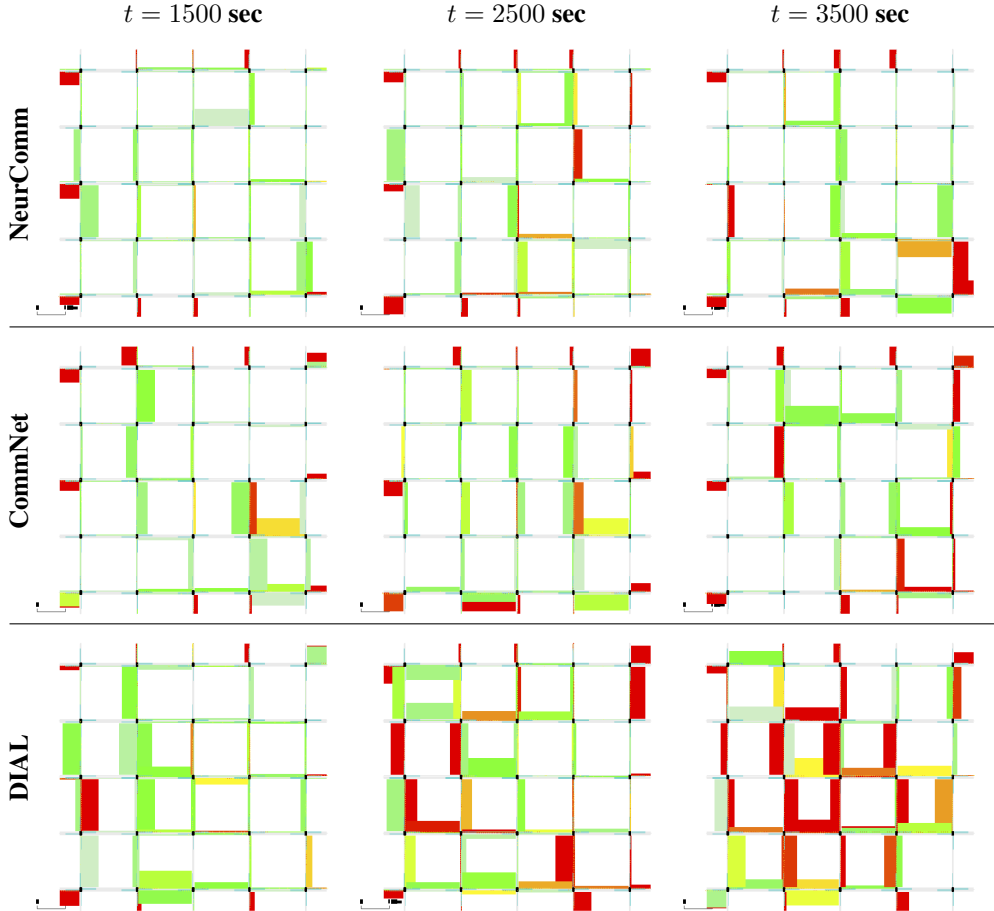 t = 1500 sec
t = 2500 sec
t = 3500 sec
NeurComm
CommNet
DIAL